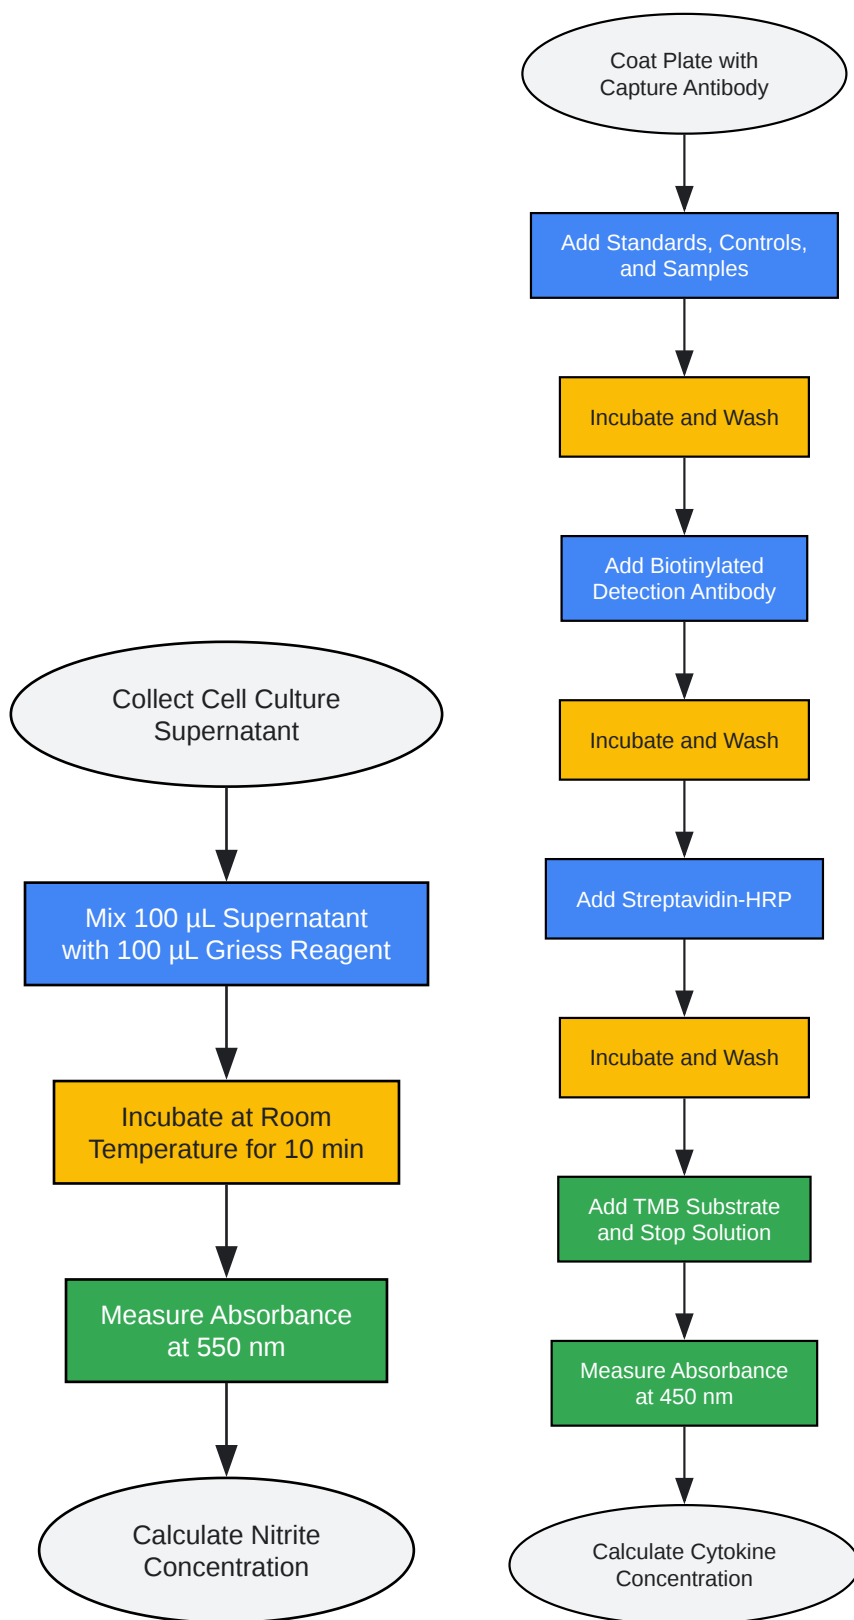 Collect Cell Culture
Supernatant
Mix 100 µL Supernatant
with 100 µL Griess Reagent
Incubate at Room
Temperature for 10 min
Measure Absorbance
at 550 nm
Calculate Nitrite
Concentration
Coat Plate with
Capture Antibody
Add Standards, Controls,
and Samples
Incubate and Wash
Add Biotinylated
Detection Antibody
Incubate and Wash
Add Streptavidin-HRP
Incubate and Wash
Add TMB Substrate
and Stop Solution
Measure Absorbance
at 450 nm
Calculate Cytokine
Concentration